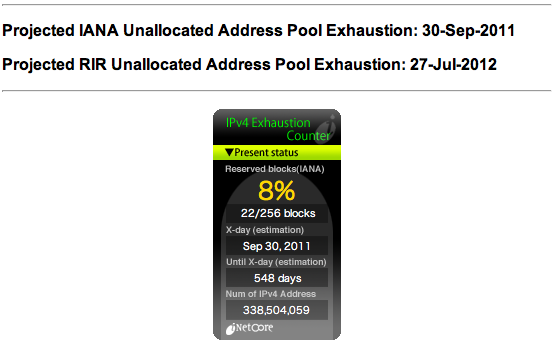 Projected IANA Unallocated Address Pool Exhaustion: 30-Sep-2011
Projected RIR Unallocated Address Pool Exhaustion: 27-Jul-2012
IPv4 Exhaustion
Counter
▼Present status
Reserved blocks(IANA)
8%
22/256 blocks
X-day (estimation)
Sep 30, 2011
Until X-day (estimation)
548 days
Num of IPv4 Address
338,504,059
iNetCore